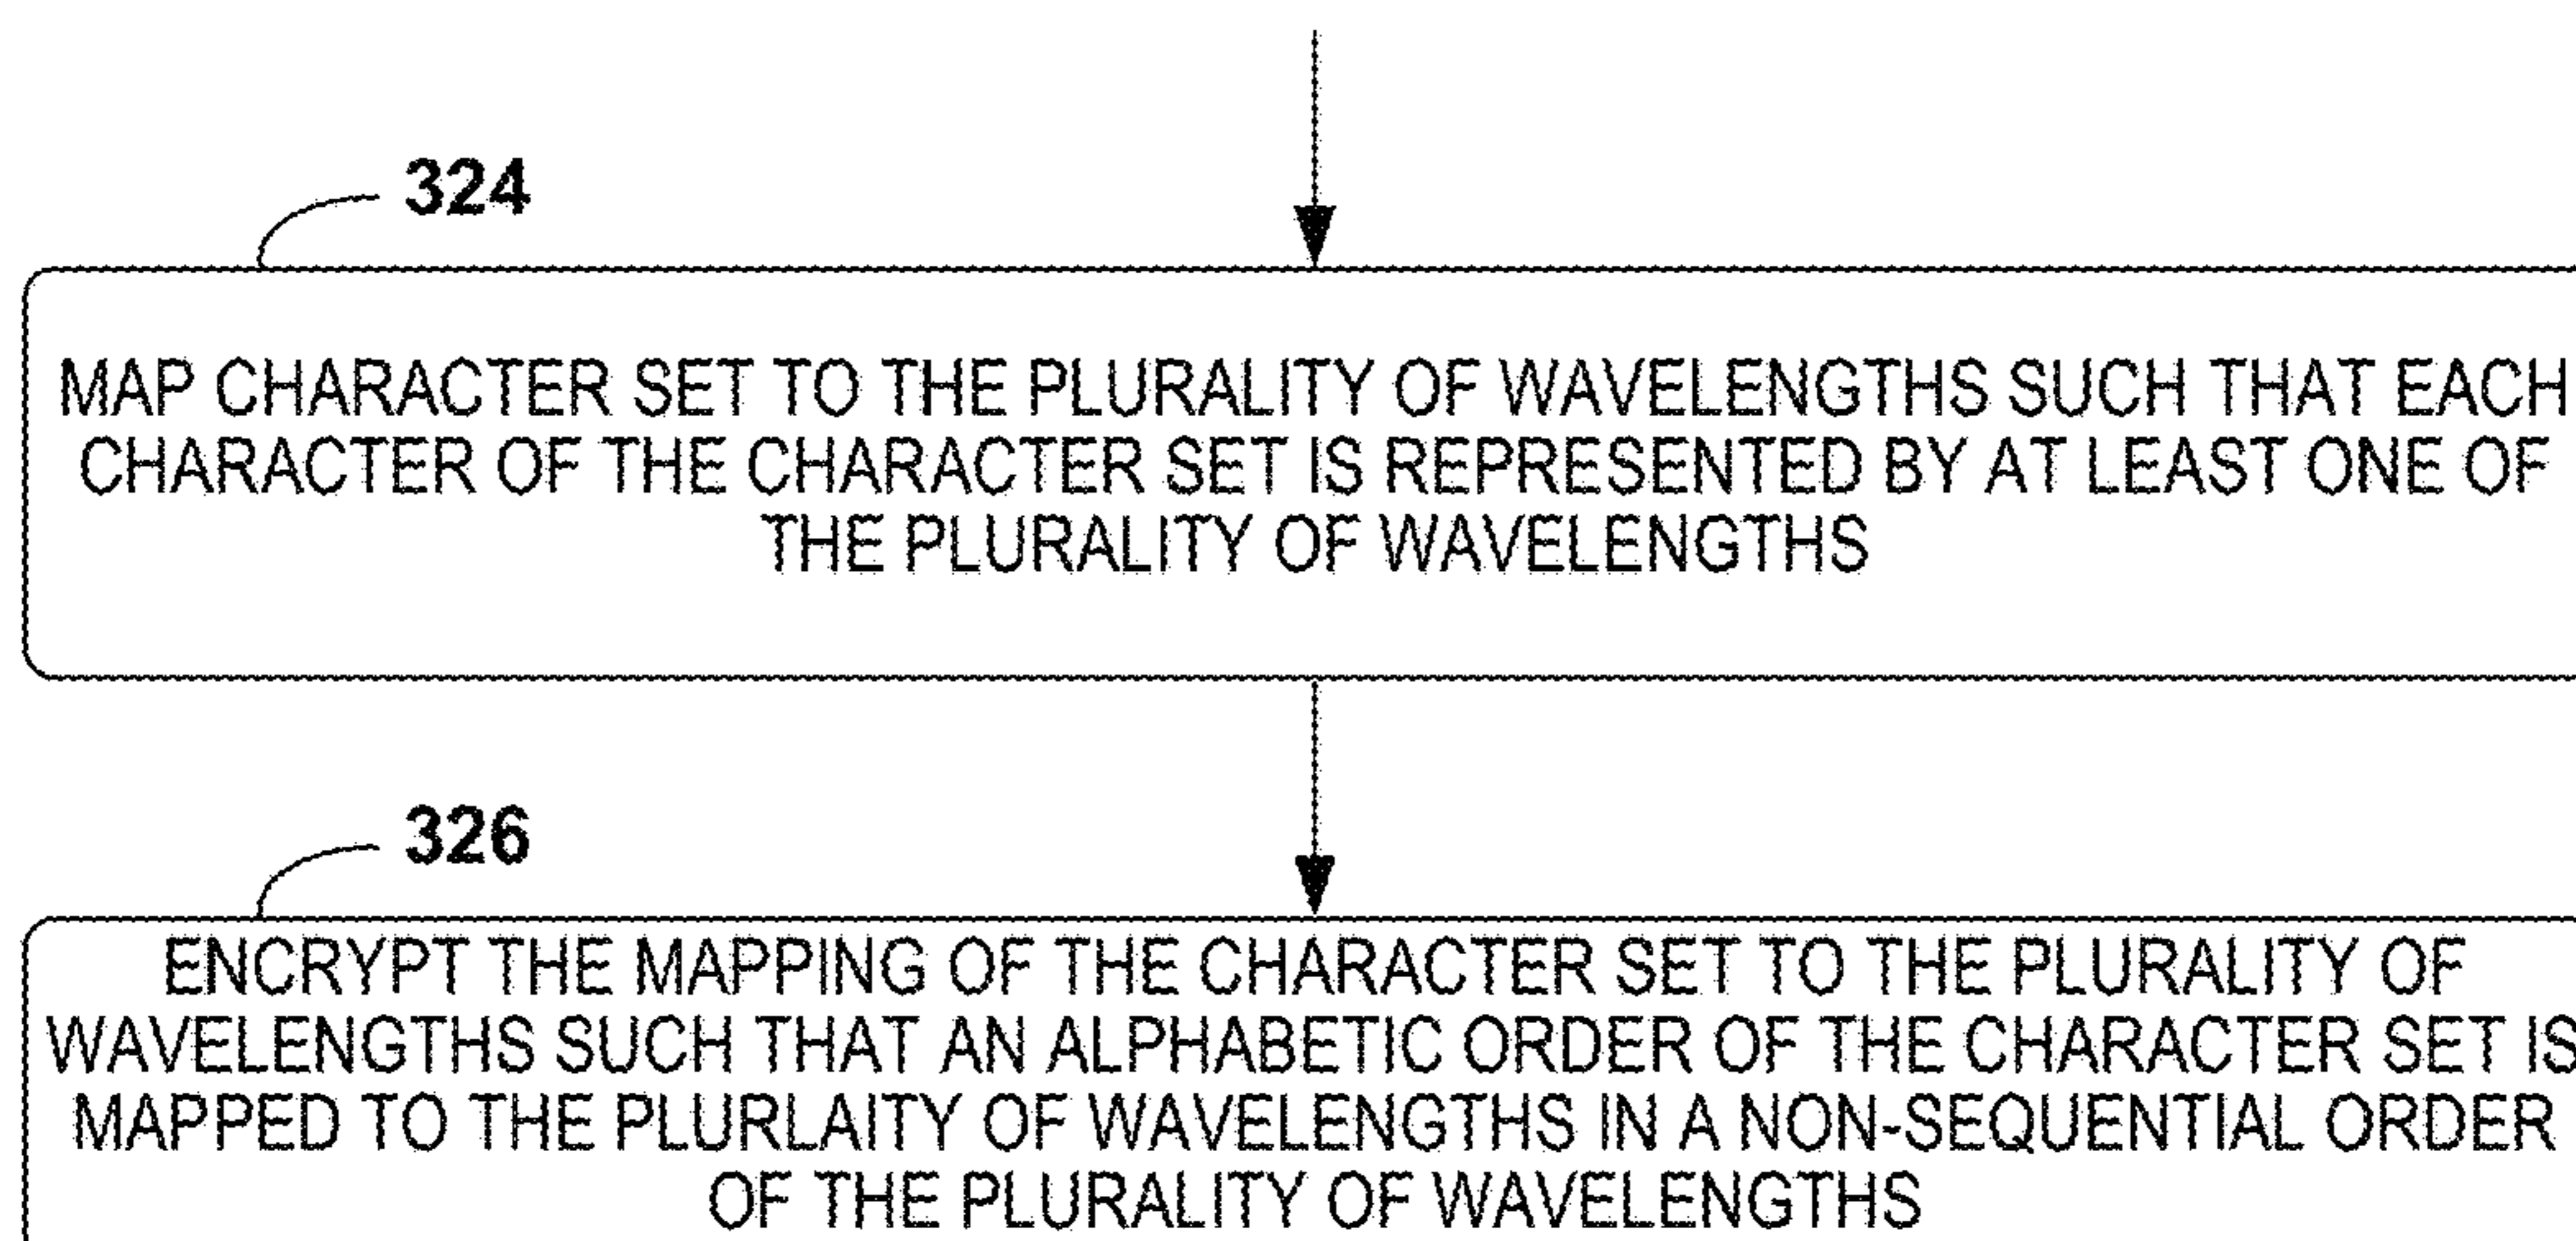 324
MAP CHARACTER SET TO THE PLURALITY OF WAVELENGTHS SUCH THAT EACH
CHARACTER OF THE CHARACTER SET IS REPRESENTED BY AT LEAST ONE OF
THE PLURALITY OF WAVELENGTHS
326
ENCRYPT THE MAPPING OF THE CHARACTER SET TO THE PLURALITY OF
WAVELENGTHS SUCH THAT AN ALPHABETIC ORDER OF THE CHARACTER SET IS
MAPPED TO THE PLURLAITY OF WAVELENGTHS IN A NON-SEQUENTIAL ORDER
OF THE PLURALITY OF WAVELENGTHS